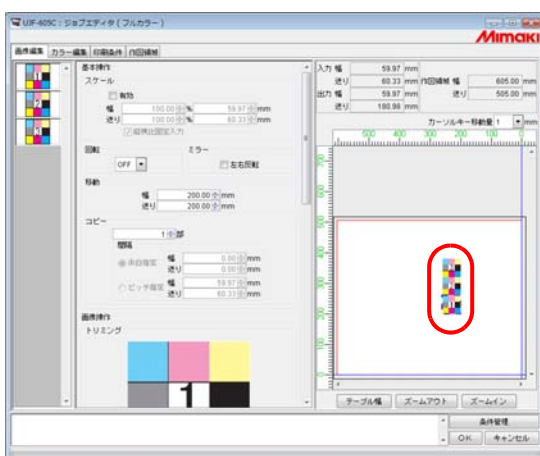 UJF-605C : ジョブエディタ ( フルカラー )
Mimaki
画像編集 カラー編集 印刷条件 作図領域
1
2
3
基本操作
スケール
有効
幅 100.00 % 59.97 mm
送り 100.00 % 60.33 mm
縦横比固定入力
回転 ミラー
OFF 左右反転
移動
幅 200.00 mm
送り 200.00 mm
コピー
1 部
間隔
余白指定 幅 0.00 mm
送り 0.00 mm
ピッチ指定 幅 59.97 mm
送り 60.33 mm
画像操作
トリミング
1
入力 幅 59.97 mm
送り 60.33 mm 作図領域 幅 605.00 mm
出力 幅 59.97 mm 送り 505.00 mm
送り 180.98 mm
カーソルキー移動量 1 mm
500 400 300 200 100 0
テーブル幅 ズームアウト ズームイン
条件管理
OK キャンセル